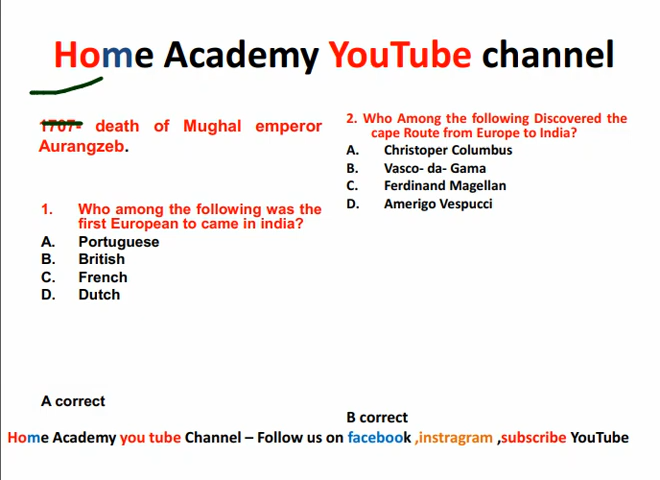 Home Academy YouTube channel
1707- death of Mughal emperor
Aurangzeb.
1. Who among the following was the
first European to came in india?
A. Portuguese
B. British
C. French
D. Dutch
A correct
2. Who Among the following Discovered the
cape Route from Europe to India?
A. Christoper Columbus
B. Vasco- da- Gama
C. Ferdinand Magellan
D. Amerigo Vespucci
B correct
Home Academy you tube Channel – Follow us on facebook ,instragram ,subscribe YouTube